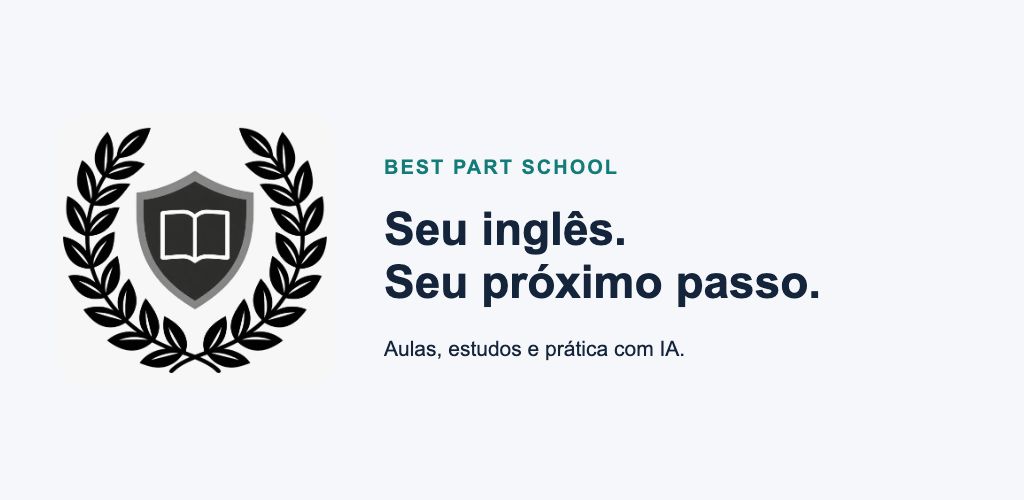 BEST PART SCHOOL
Seu inglês.
Seu próximo passo.
Aulas, estudos e prática com IA.